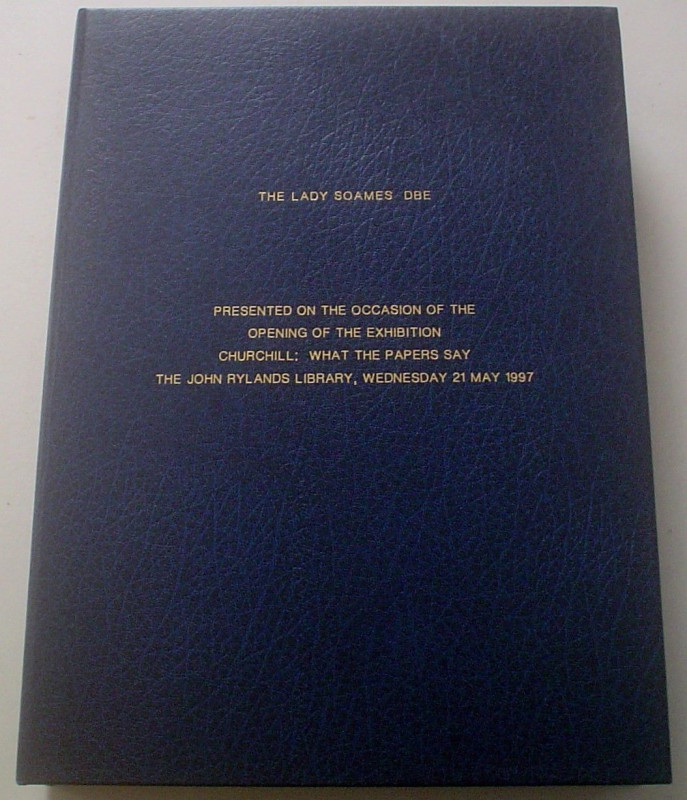 THE LADY SOAMES DBE
PRESENTED ON THE OCCASION OF THE
OPENING OF THE EXHIBITION
CHURCHILL: WHAT THE PAPERS SAY
THE JOHN RYLANDS LIBRARY, WEDNESDAY 21 MAY 1997